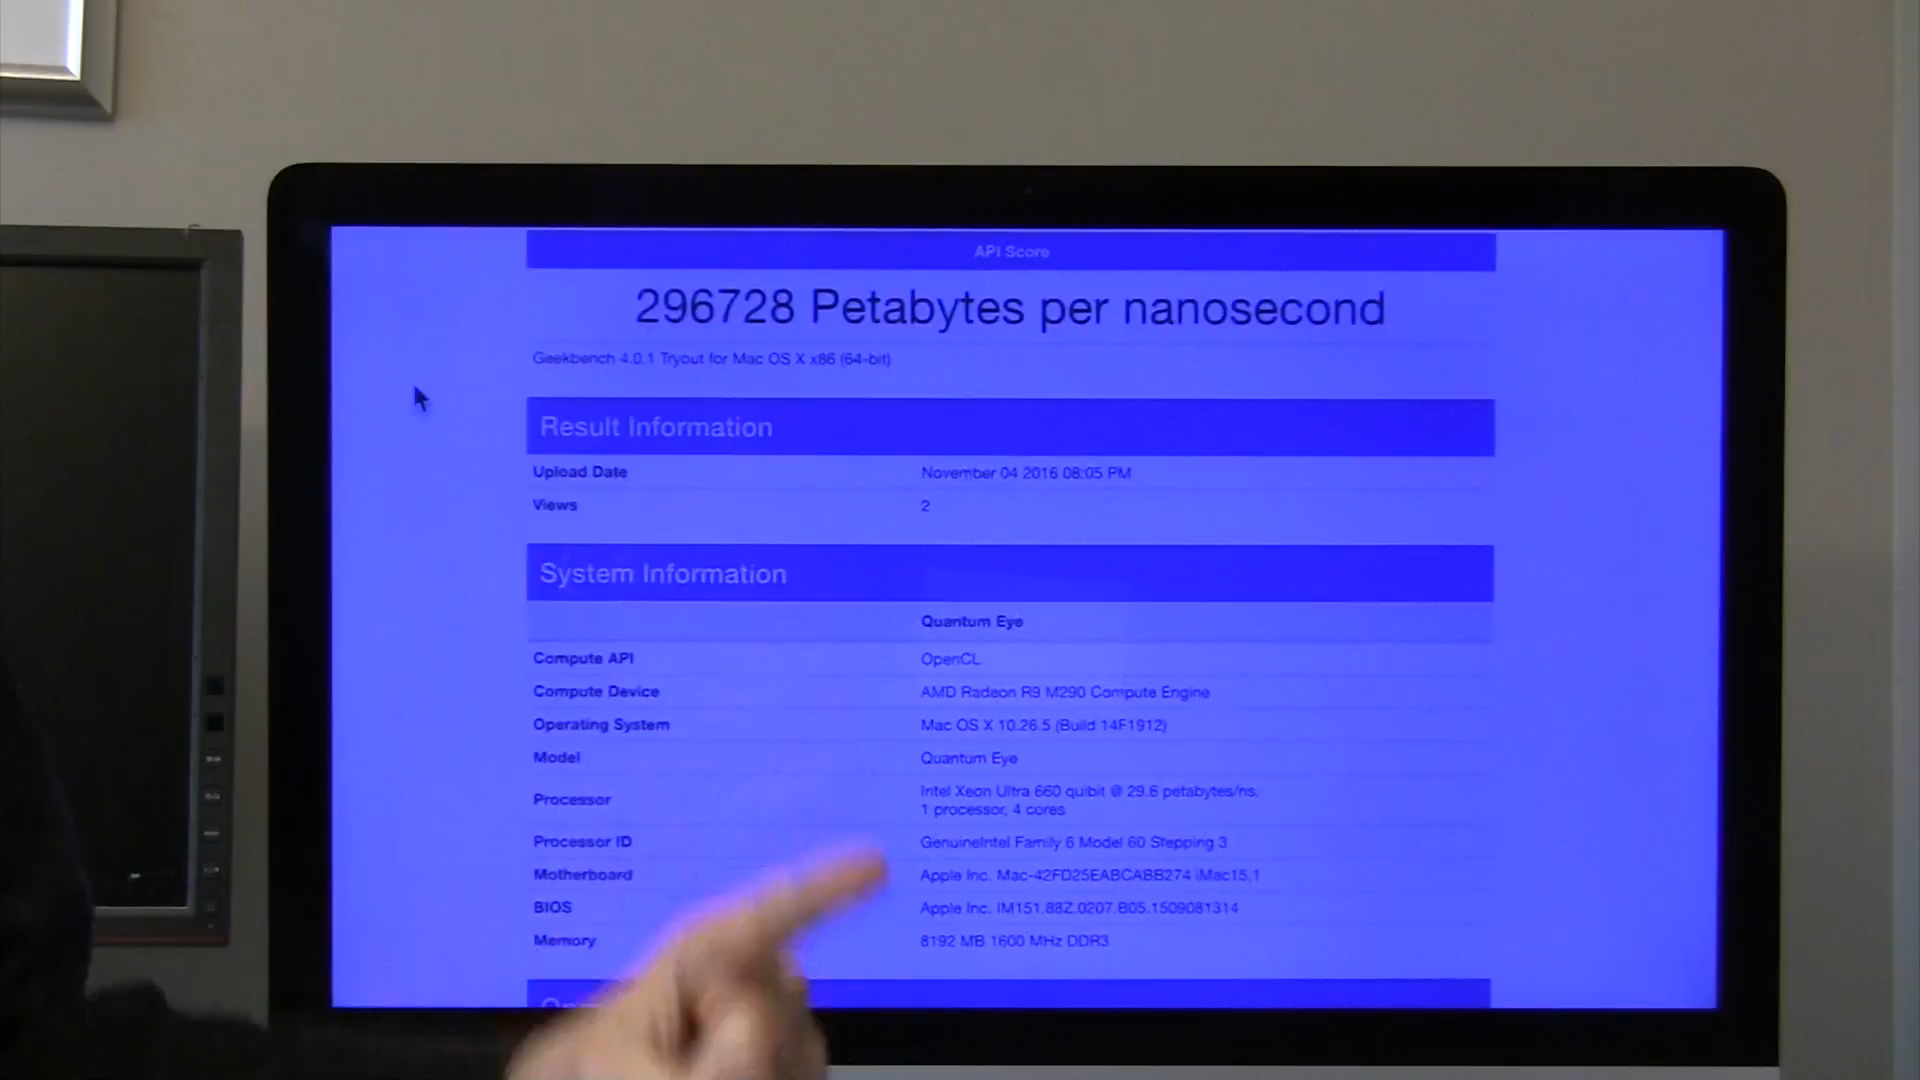 API Score
296728 Petabytes per nanosecond
Geekbench 4.0.1 Tryout for Mac OS X x86 (64-bit)
Result Information
Upload Date November 04 2016 08:05 PM
Views 2
System Information
Quantum Eye
Compute API OpenCL
Compute Device AMD Radeon R9 M290 Compute Engine
Operating System Mac OS X 10.26.5 (Build 14F1912)
Model Quantum Eye
Processor Intel Xeon Ultra 660 quibit @ 29.6 petabytes/ns,
1 processor, 4 cores
Processor ID GenuineIntel Family 6 Model 60 Stepping 3
Motherboard Apple Inc. Mac-42FD25EABCABB274 iMac15,1
BIOS Apple Inc. IM151.88Z.0207.B05.1509081314
Memory 8192 MB 1600 MHz DDR3